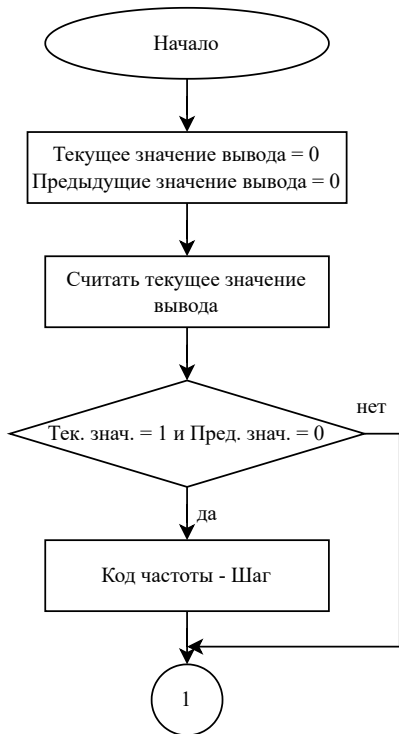 Начало
Текущее значение вывода = 0
Предыдущие значение вывода = 0
Считать текущее значение
вывода
Тек. знач. = 1 и Пред. знач. = 0
нет
да
Код частоты - Шаг
1